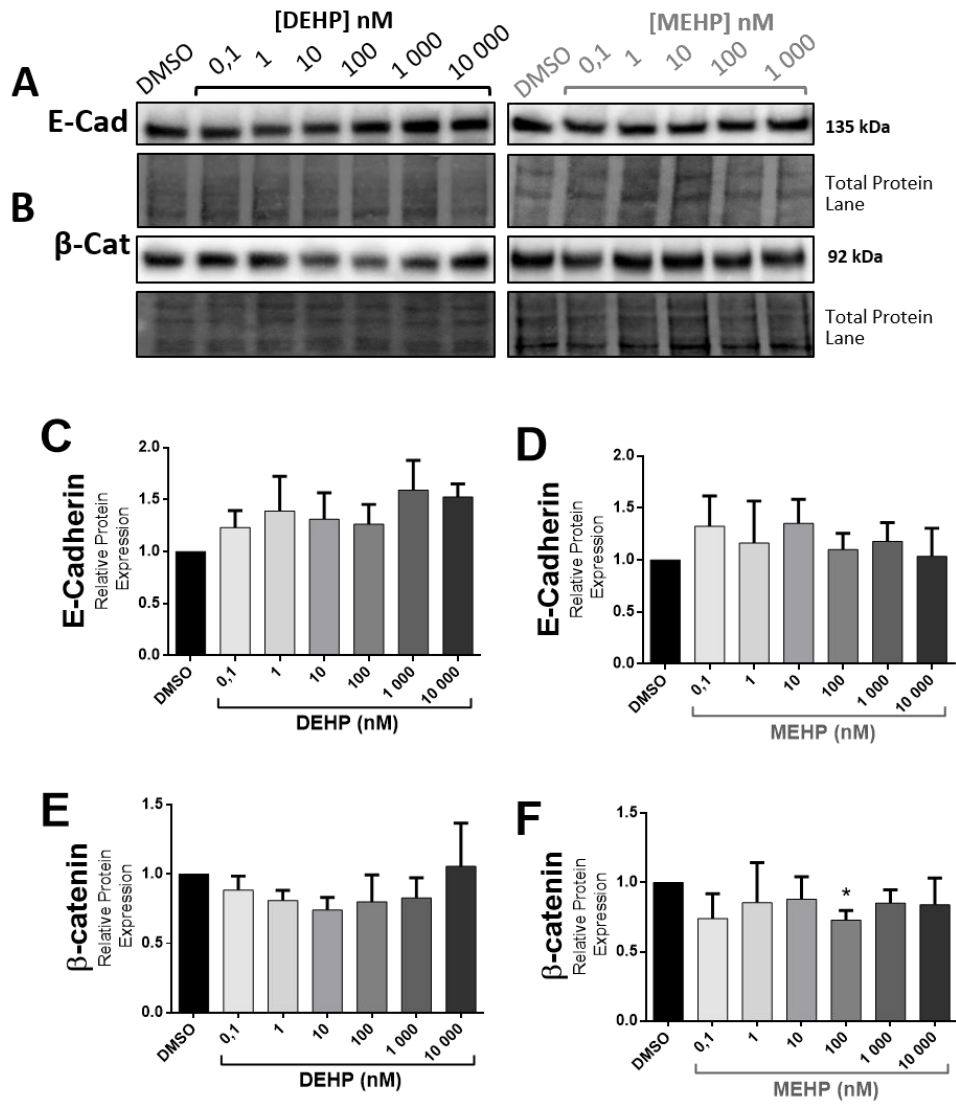 [DEHP] nM
[MEHP] nM
DMSO 0,1 1 10 100 1 000 10 000
DMSO 0,1 1 10 100 1 000
A
E-Cad
135 kDa
Total Protein
Lane
B
β-Cat
92 kDa
Total Protein
Lane
C
E-Cadherin
Relative Protein
Expression
2.0
1.5
1.0
0.5
0.0
DMSO 0,1 1 10 100 1 000 10 000
DEHP (nM)
D
E-Cadherin
Relative Protein
Expression
2.0
1.5
1.0
0.5
0.0
DMSO 0,1 1 10 100 1 000 10 000
MEHP (nM)
E
β-catenin
Relative Protein
Expression
1.5
1.0
0.5
0.0
DMSO 0,1 1 10 100 1 000 10 000
DEHP (nM)
F
β-catenin
Relative Protein
Expression
1.5
1.0
0.5
0.0
*
DMSO 0,1 1 10 100 1 000 10 000
MEHP (nM)